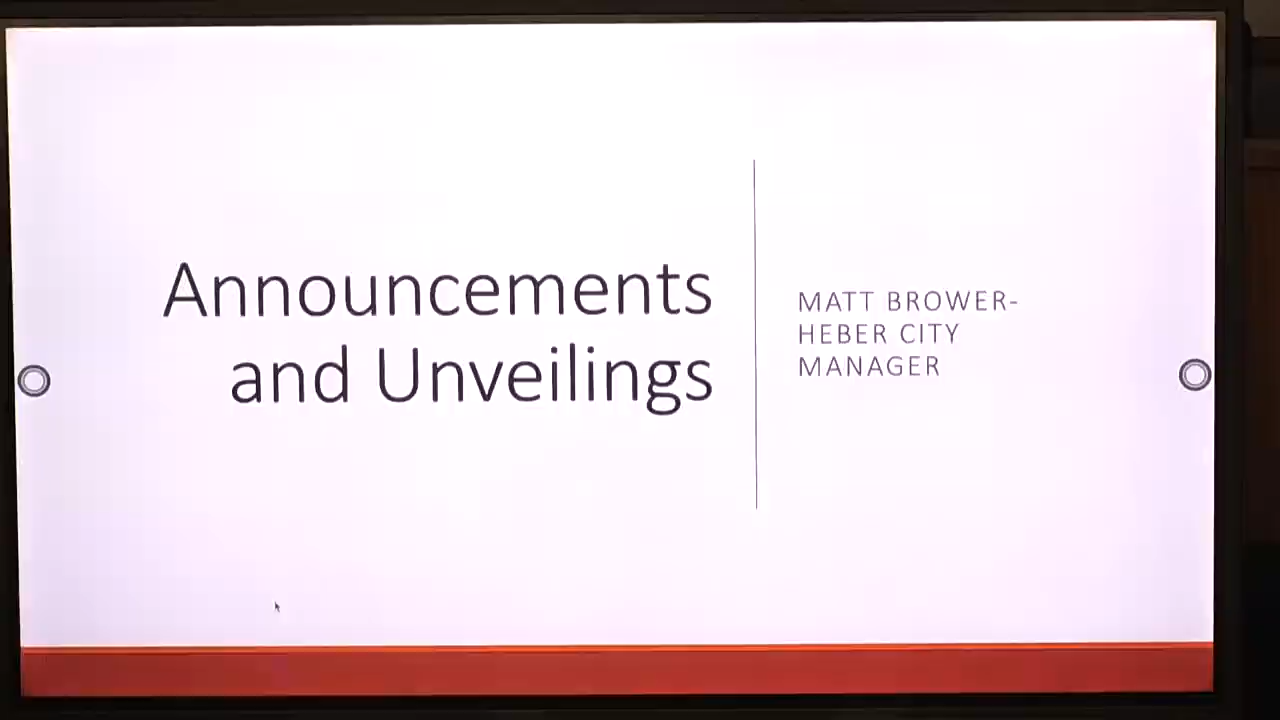 Announcements
and Unveilings
MATT BROWER-
HEBER CITY
MANAGER